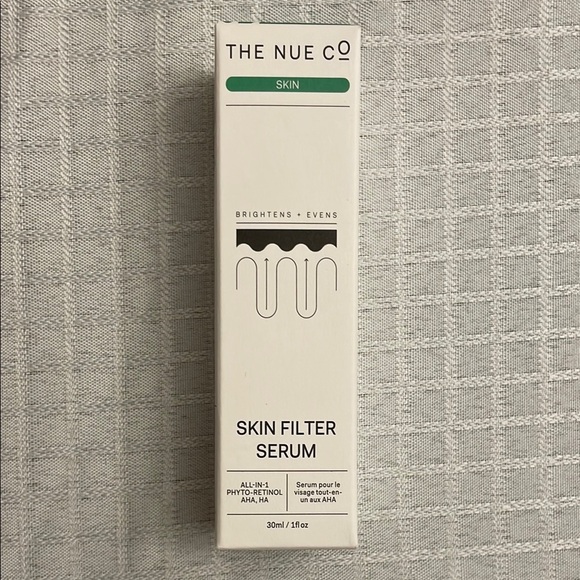 THE NUE CO
SKIN
BRIGHTENS + EVENS
SKIN FILTER
SERUM
ALL-IN-1
PHYTO-RETINOL
AHA, HA
Serum pour le
visage tout-en-
un aux AHA
30ml / 1fl oz